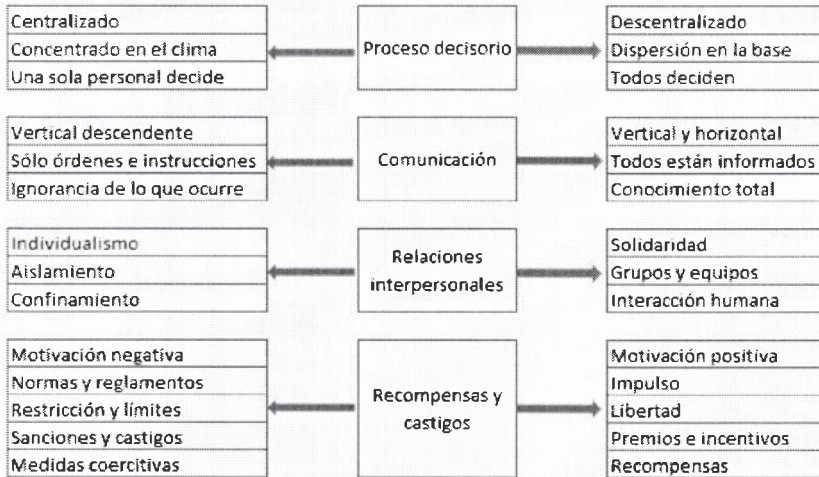 Centralizado
Concentrado en el clima
Una sola personal decide
Proceso decisorio
Descentralizado
Dispersión en la base
Todos deciden
Vertical descendente
Sólo órdenes e instrucciones
Ignorancia de lo que ocurre
Comunicación
Vertical y horizontal
Todos están informados
Conocimiento total
Individualismo
Aislamiento
Confinamiento
Relaciones
interpersonales
Solidaridad
Grupos y equipos
Interacción humana
Motivación negativa
Normas y reglamentos
Restricción y límites
Sanciones y castigos
Medidas coercitivas
Recompensas y
castigos
Motivación positiva
Impulso
Libertad
Premios e incentivos
Recompensas